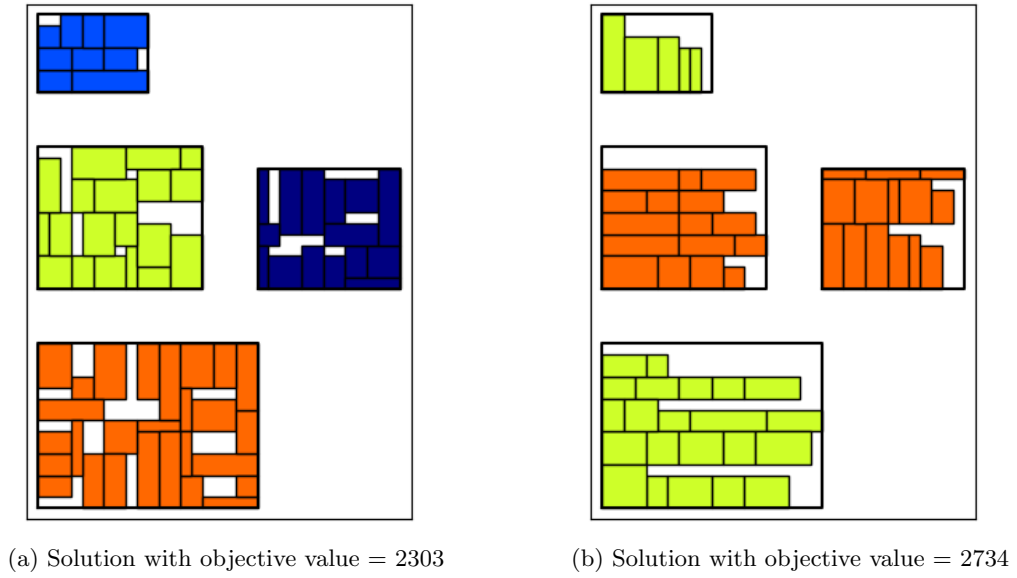 (a) Solution with objective value = 2303
(b) Solution with objective value = 2734